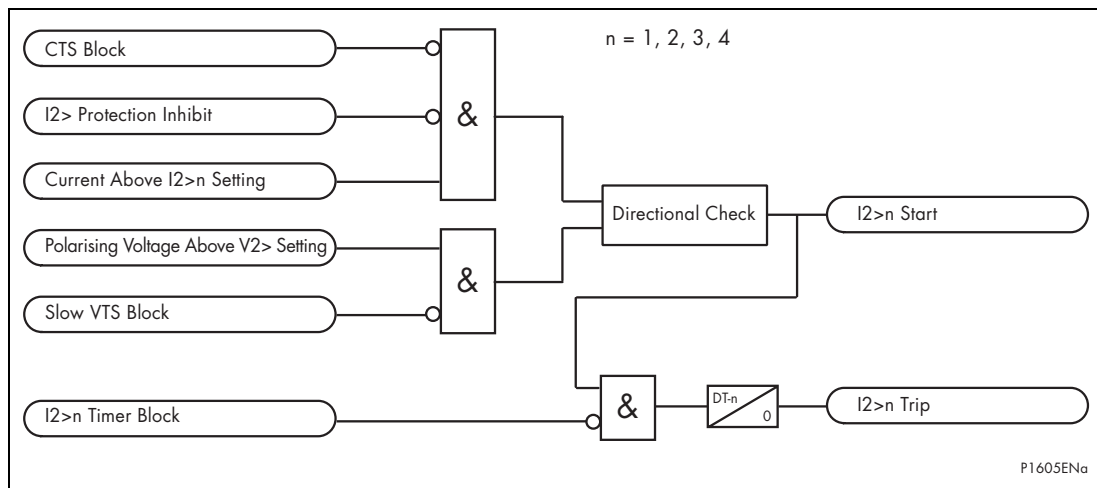 CTS Block
n = 1, 2, 3, 4
I2> Protection Inhibit
&
Current Above I2>n Setting
Directional Check
I2>n Start
Polarising Voltage Above V2> Setting
&
Slow VTS Block
I2>n Timer Block
&
DT-n
0
I2>n Trip
P1605ENa